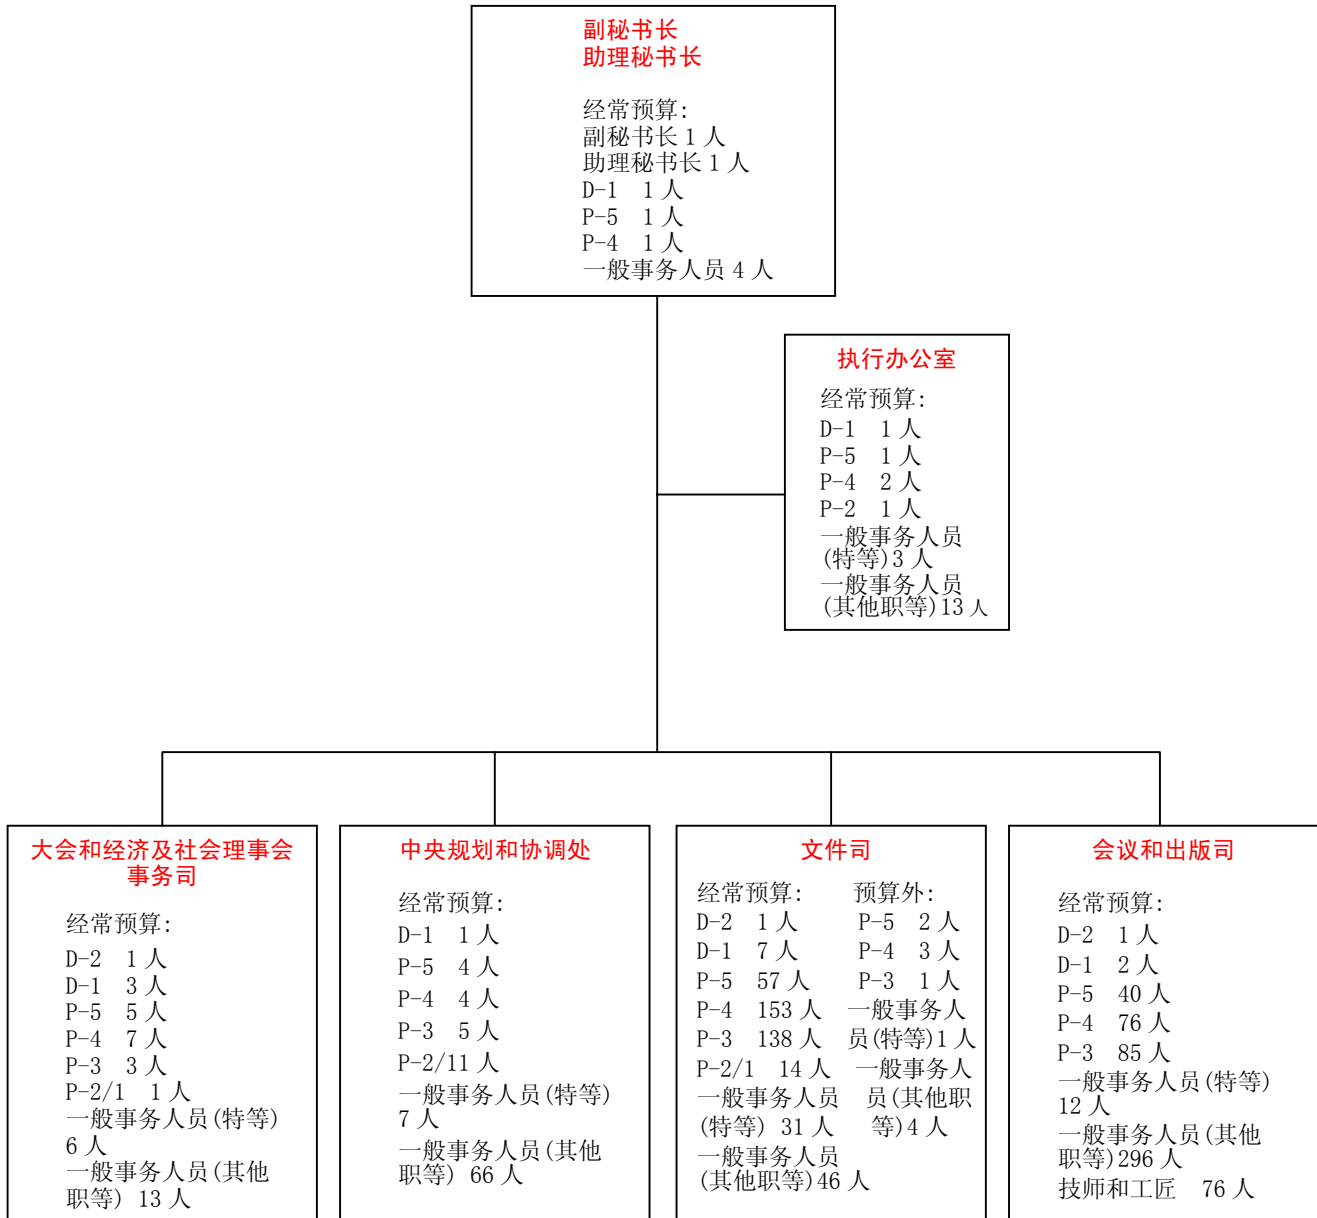 副秘书长
助理秘书长
经常预算:
副秘书长 1 人
助理秘书长 1 人
D-1 1 人
P-5 1 人
P-4 1 人
一般事务人员 4 人
执行办公室
经常预算:
D-1 1 人
P-5 1 人
P-4 2 人
P-2 1 人
一般事务人员
(特等)3 人
一般事务人员
(其他职等)13 人
大会和经济及社会理事会
事务司
经常预算:
D-2 1 人
D-1 3 人
P-5 5 人
P-4 7 人
P-3 3 人
P-2/1 1 人
一般事务人员(特等)
6 人
一般事务人员(其他
职等) 13 人
中央规划和协调处
经常预算:
D-1 1 人
P-5 4 人
P-4 4 人
P-3 5 人
P-2/11 人
一般事务人员(特等)
7 人
一般事务人员(其他
职等) 66 人
文件司
经常预算:
D-2 1 人
D-1 7 人
P-5 57 人
P-4 153 人
P-3 138 人
P-2/1 14 人
一般事务人员
(特等) 31 人
一般事务人员
(其他职等)46 人
预算外:
P-5 2 人
P-4 3 人
P-3 1 人
一般事务人
员(特等)1 人
一般事务人
员(其他职
等)4 人
会议和出版司
经常预算:
D-2 1 人
D-1 2 人
P-5 40 人
P-4 76 人
P-3 85 人
一般事务人员(特等)
12 人
一般事务人员(其他
职等)296 人
技师和工匠 76 人